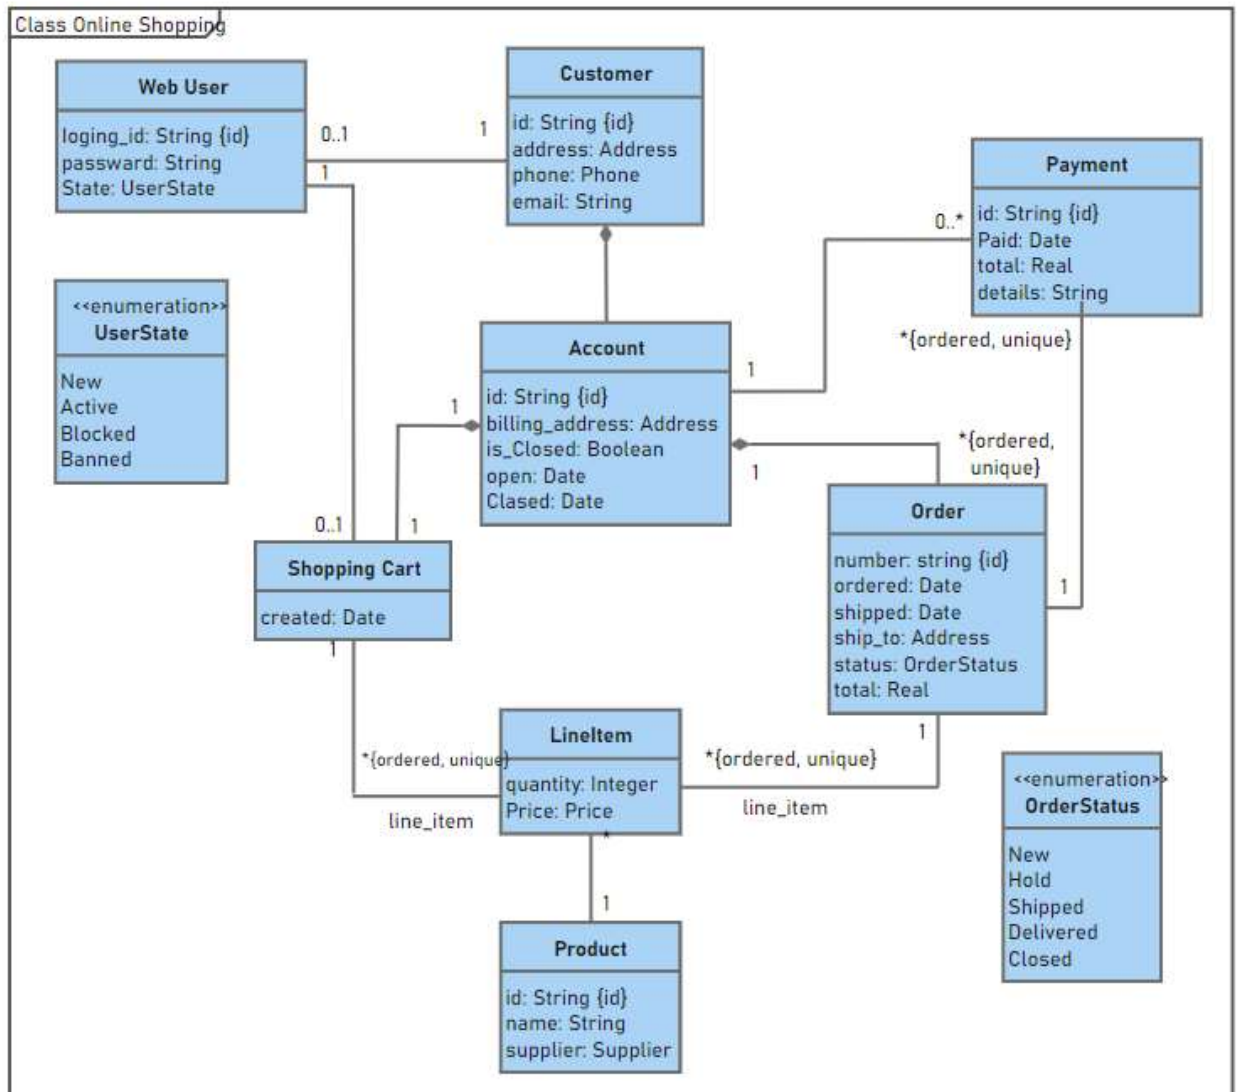 Class Online Shopping
Web User
loging_id: String {id}
passward: String
State: UserState
0..1
1
1
Customer
id: String {id}
address: Address
phone: Phone
email: String
Payment
id: String {id}
Paid: Date
total: Real
details: String
0..*
*{ordered, unique}
<<enumeration>>
UserState
New
Active
Blocked
Banned
Account
id: String {id}
billing_address: Address
is_Closed: Boolean
open: Date
Clased: Date
1
1
1
*{ordered,
unique}
0..1
1
Shopping Cart
created: Date
1
Order
number: string {id}
ordered: Date
shipped: Date
ship_to: Address
status: OrderStatus
total: Real
1
1
*{ordered, unique}
line_item
LineItem
quantity: Integer
Price: Price
*
*{ordered, unique}
line_item
1
Product
id: String {id}
name: String
supplier: Supplier
<<enumeration>>
OrderStatus
New
Hold
Shipped
Delivered
Closed